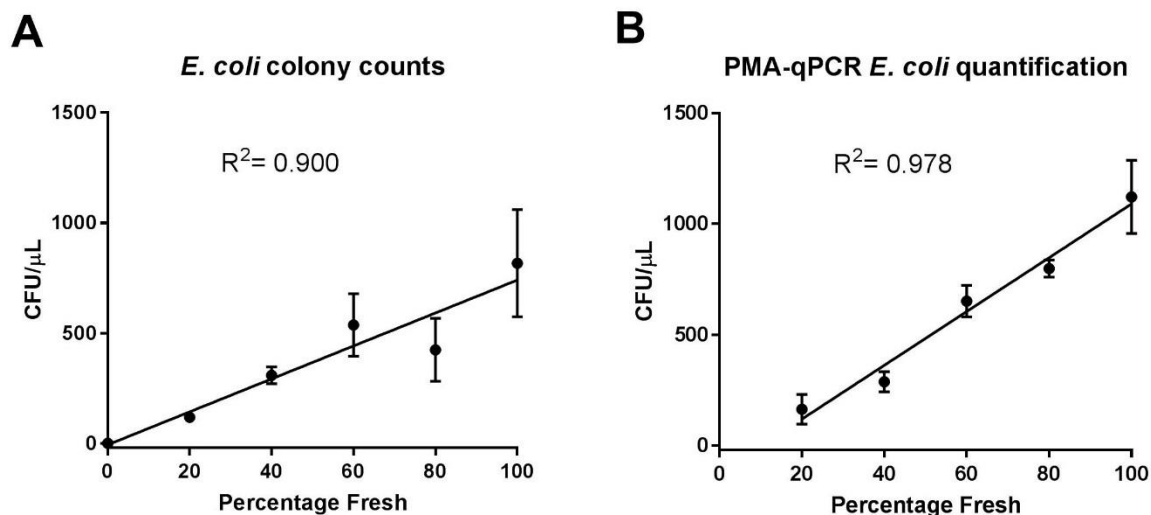 A
E. coli colony counts
1500
1000
500
0
CFU/μL
R²= 0.900
0 20 40 60 80 100
Percentage Fresh
B
PMA-qPCR E. coli quantification
1500
1000
500
0
CFU/μL
R²= 0.978
0 20 40 60 80 100
Percentage Fresh